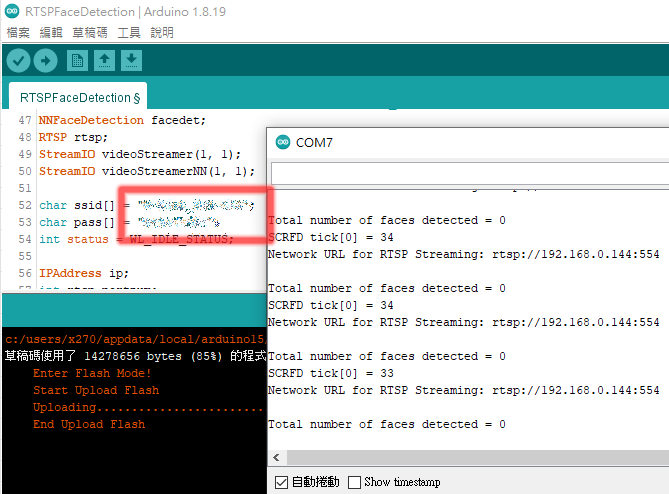 RTSPFaceDetection | Arduino 1.8.19
檔案 編輯 草稿碼 工具 說明
RTSPFaceDetection §
47 NNFaceDetection facedet;
48 RTSP rtsp;
49 StreamIO videoStreamer(1, 1);
50 StreamIO videoStreamerNN(1, 1);
51
52 char ssid[] = "
";
53 char pass[] = "
54 int status = WL_IDLE_STATUS;
55
56 IPAddress ip;
c:/users/x270/appdata/local/arduino15/
草稿碼使用了 14278656 bytes (85%) 的程式
Enter Flash Mode!
Start Upload Flash
Uploading........................
End Upload Flash
COM7
Total number of faces detected = 0
SCRFD tick[0] = 34
Network URL for RTSP Streaming: rtsp://192.168.0.144:554
Total number of faces detected = 0
SCRFD tick[0] = 34
Network URL for RTSP Streaming: rtsp://192.168.0.144:554
Total number of faces detected = 0
SCRFD tick[0] = 33
Network URL for RTSP Streaming: rtsp://192.168.0.144:554
Total number of faces detected = 0
自動捲動 Show timestamp